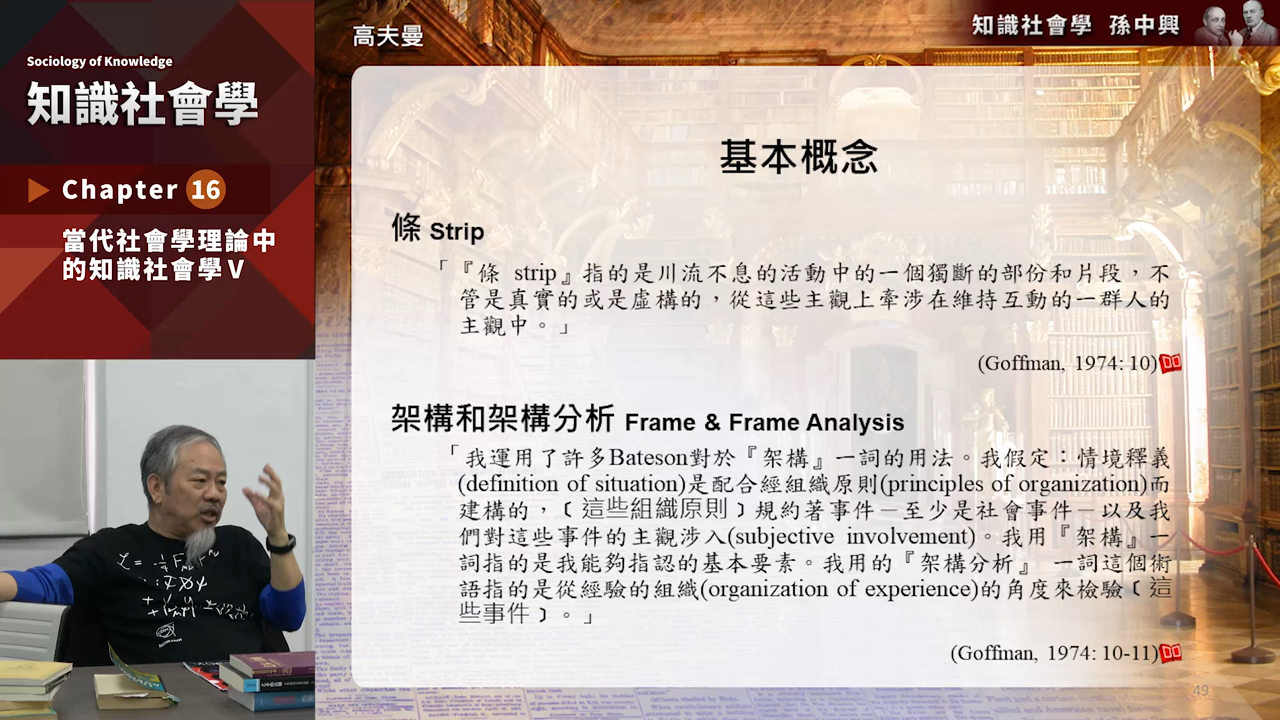 Sociology of Knowledge
知識社會學
Chapter 16
當代社會學理論中
的知識社會學 V
高夫曼
知識社會學 孫中興
基本概念
條 Strip
「『條 strip』指的是川流不息的活動中的一個獨斷的部份和片段，不
管是真實的或是虛構的，從這些主觀上牽涉在維持互動的一群人的
主觀中。」
(Goffman, 1974: 10)
架構和架構分析 Frame & Frame Analysis
「我運用了許多Bateson對於『架構』一詞的用法。我假定：情境釋義
(definition of situation)是配合經組織原則(principles of organization)而
建構的，﹝這些組織原則﹞規約著事件－至少是社會事件－以及我
們對這些事件的主觀涉入(subjective involvement)。我用『架構』一
詞指的是我能夠指認的基本要素。我用的『架構分析』 一詞這個術
語指的是從經驗的組織(organization of experience)的角度來檢驗﹝這
些事件﹞。」
(Goffman, 1974: 10-11)
49